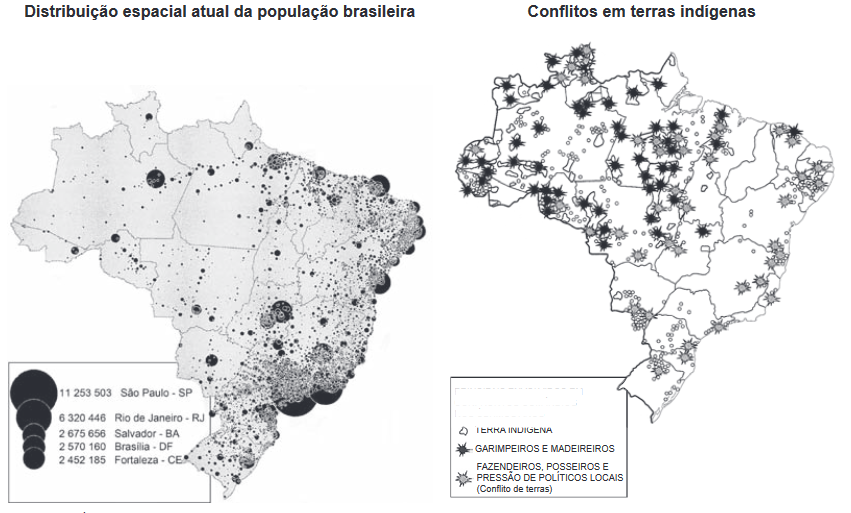 Distribuição espacial atual da população brasileira
Conflitos em terras indígenas
11 253 503 São Paulo - SP
6 320 446 Rio de Janeiro - RJ
2 675 656 Salvador - BA
2 570 160 Brasília - DF
2 452 185 Fortaleza - CE
TERRA INDÍGENA
GARIMPEIROS E MADEIREIROS
FAZENDEIROS, POSSEIROS E
PRESSÃO DE POLÍTICOS LOCAIS
(Conflito de terras)